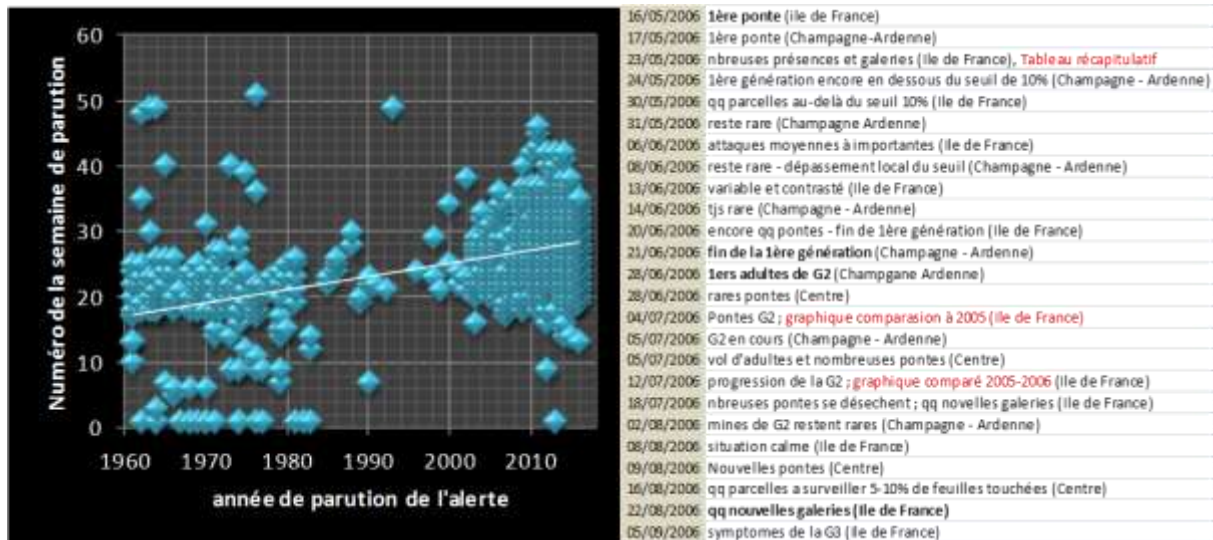 Numéro de la semaine de parution
60
50
40
30
20
10
0
1960 1970 1980 1990 2000 2010
année de parution de l'alerte
16/05/2006 1ère ponte (ile de France)
17/05/2006 1ère ponte (Champagne-Ardenne)
23/05/2006 nbreuses présences et galeries (Ile de France), Tableau récapitulatif
24/05/2006 1ère génération encore en dessous du seuil de 10% (Champagne - Ardenne)
30/05/2006 qq parcelles au-delà du seuil 10% (Ile de France)
31/05/2006 reste rare (Champagne Ardenne)
06/06/2006 attaques moyennes à importantes (Ile de France)
08/06/2006 reste rare - dépassement local du seuil (Champagne - Ardenne)
13/06/2006 variable et contrasté (Ile de France)
14/06/2006 tjs rare (Champagne - Ardenne)
20/06/2006 encore qq pontes - fin de 1ère génération (Ile de France)
21/06/2006 fin de la 1ère génération (Champagne - Ardenne)
28/06/2006 1ers adultes de G2 (Champgane Ardenne)
28/06/2006 rares pontes (Centre)
04/07/2006 Pontes G2 ; graphique comparasion à 2005 (Ile de France)
05/07/2006 G2 en cours (Champagne - Ardenne)
05/07/2006 vol d'adultes et nombreuses pontes (Centre)
12/07/2006 progression de la G2 ; graphique comparé 2005-2006 (Ile de France)
18/07/2006 nbreuses pontes se désechent ; qq novelles galeries (Ile de France)
02/08/2006 mines de G2 restent rares (Champagne - Ardenne)
08/08/2006 situation calme (Ile de France)
09/08/2006 Nouvelles pontes (Centre)
16/08/2006 qq parcelles a surveiller 5-10% de feuilles touchées (Centre)
22/08/2006 qq nouvelles galeries (Ile de France)
05/09/2006 symptomes de la G3 (Ile de France)